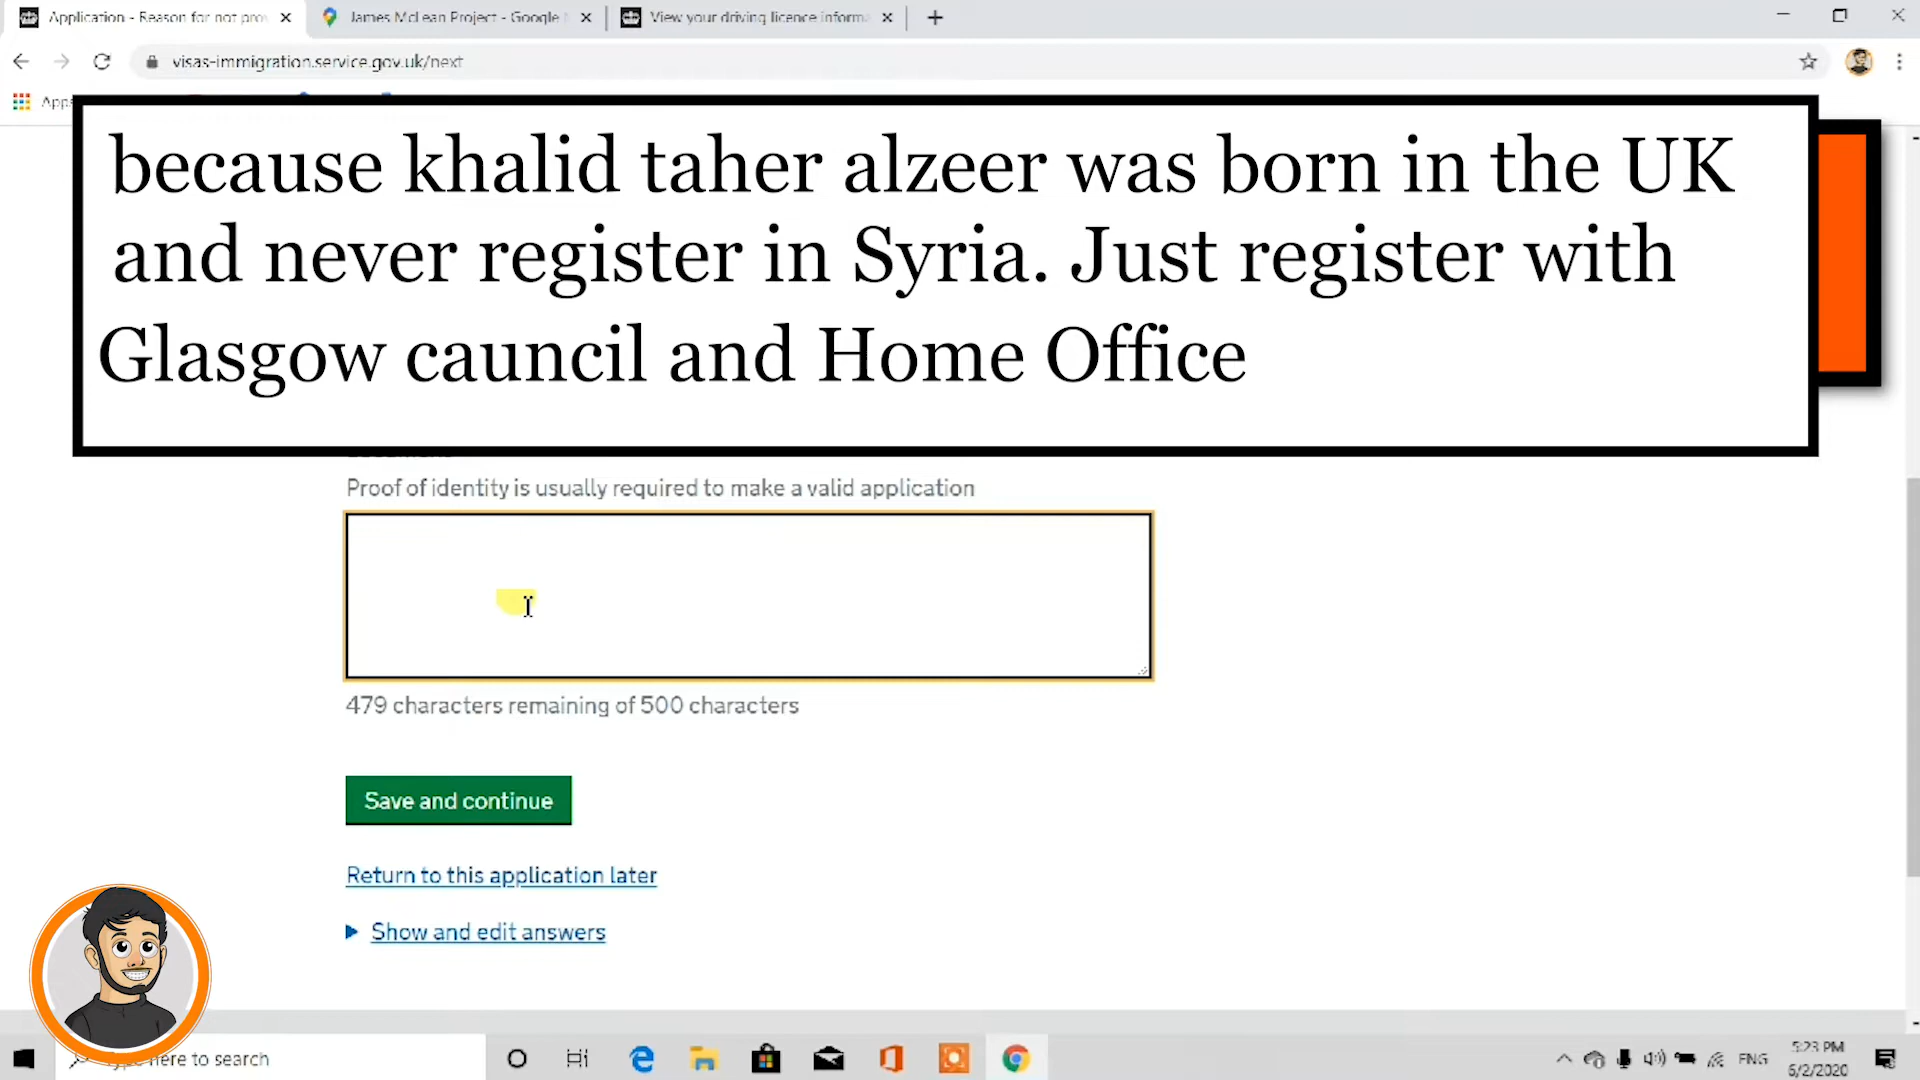 Application - Reason for not pro
James McLean Project - Google
View your driving licence informa
visas-immigration.service.gov.uk/next
Apps
because khalid taher alzeer was born in the UK
and never register in Syria. Just register with
Glasgow cauncil and Home Office
Proof of identity is usually required to make a valid application
479 characters remaining of 500 characters
Save and continue
Return to this application later
Show and edit answers
here to search
ENG
5:23 PM
6/2/2020